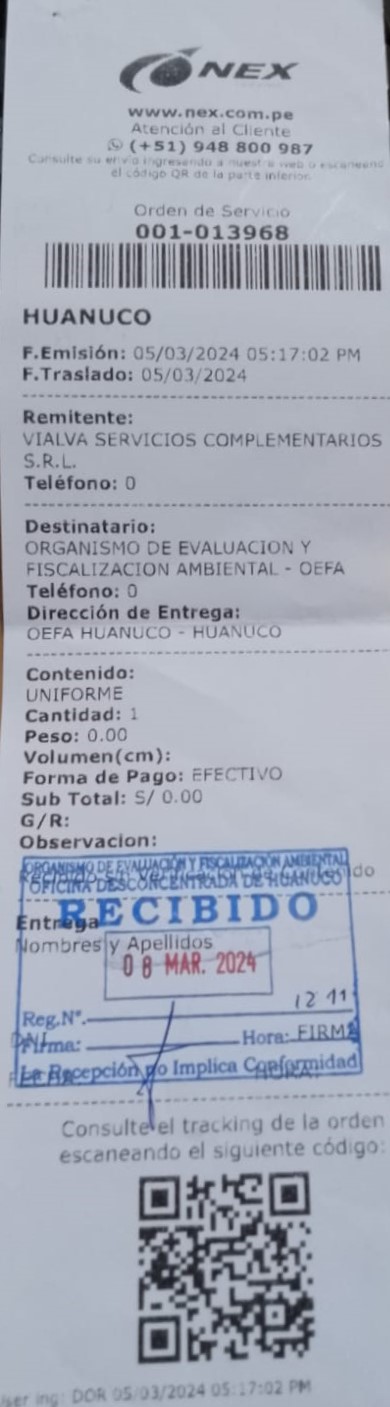 NEX
www.nex.com.pe
Atención al Cliente
(+51) 948 800 987
Consulte su envío ingresando a nuestra web o escaneando
el código QR de la parte inferior.
Orden de Servicio
001-013968
HUANUCO
F.Emisión: 05/03/2024 05:17:02 PM
F.Traslado: 05/03/2024
Remitente:
VIALVA SERVICIOS COMPLEMENTARIOS
S.R.L.
Teléfono: 0
Destinatario:
ORGANISMO DE EVALUACION Y
FISCALIZACION AMBIENTAL - OEFA
Teléfono: 0
Dirección de Entrega:
OEFA HUANUCO - HUANUCO
Contenido:
UNIFORME
Cantidad: 1
Peso: 0.00
Volumen(cm):
Forma de Pago: EFECTIVO
Sub Total: S/ 0.00
G/R:
Observacion:
ORGANISMO DE EVALUACIÓN Y FISCALIZACIÓN AMBIENTAL
OFICINA DESCONCENTRADA DE HUANUCO
RECIBIDO
Entrega
Nombres y Apellidos
08 MAR. 2024
12 11
Reg.N°.
Firma: Hora: FIRMA
DNI
La Recepción no Implica Conformidad
HORA:
Consulte el tracking de la orden
escaneando el siguiente código:
User ing: DOR 05/03/2024 05:17:02 PM